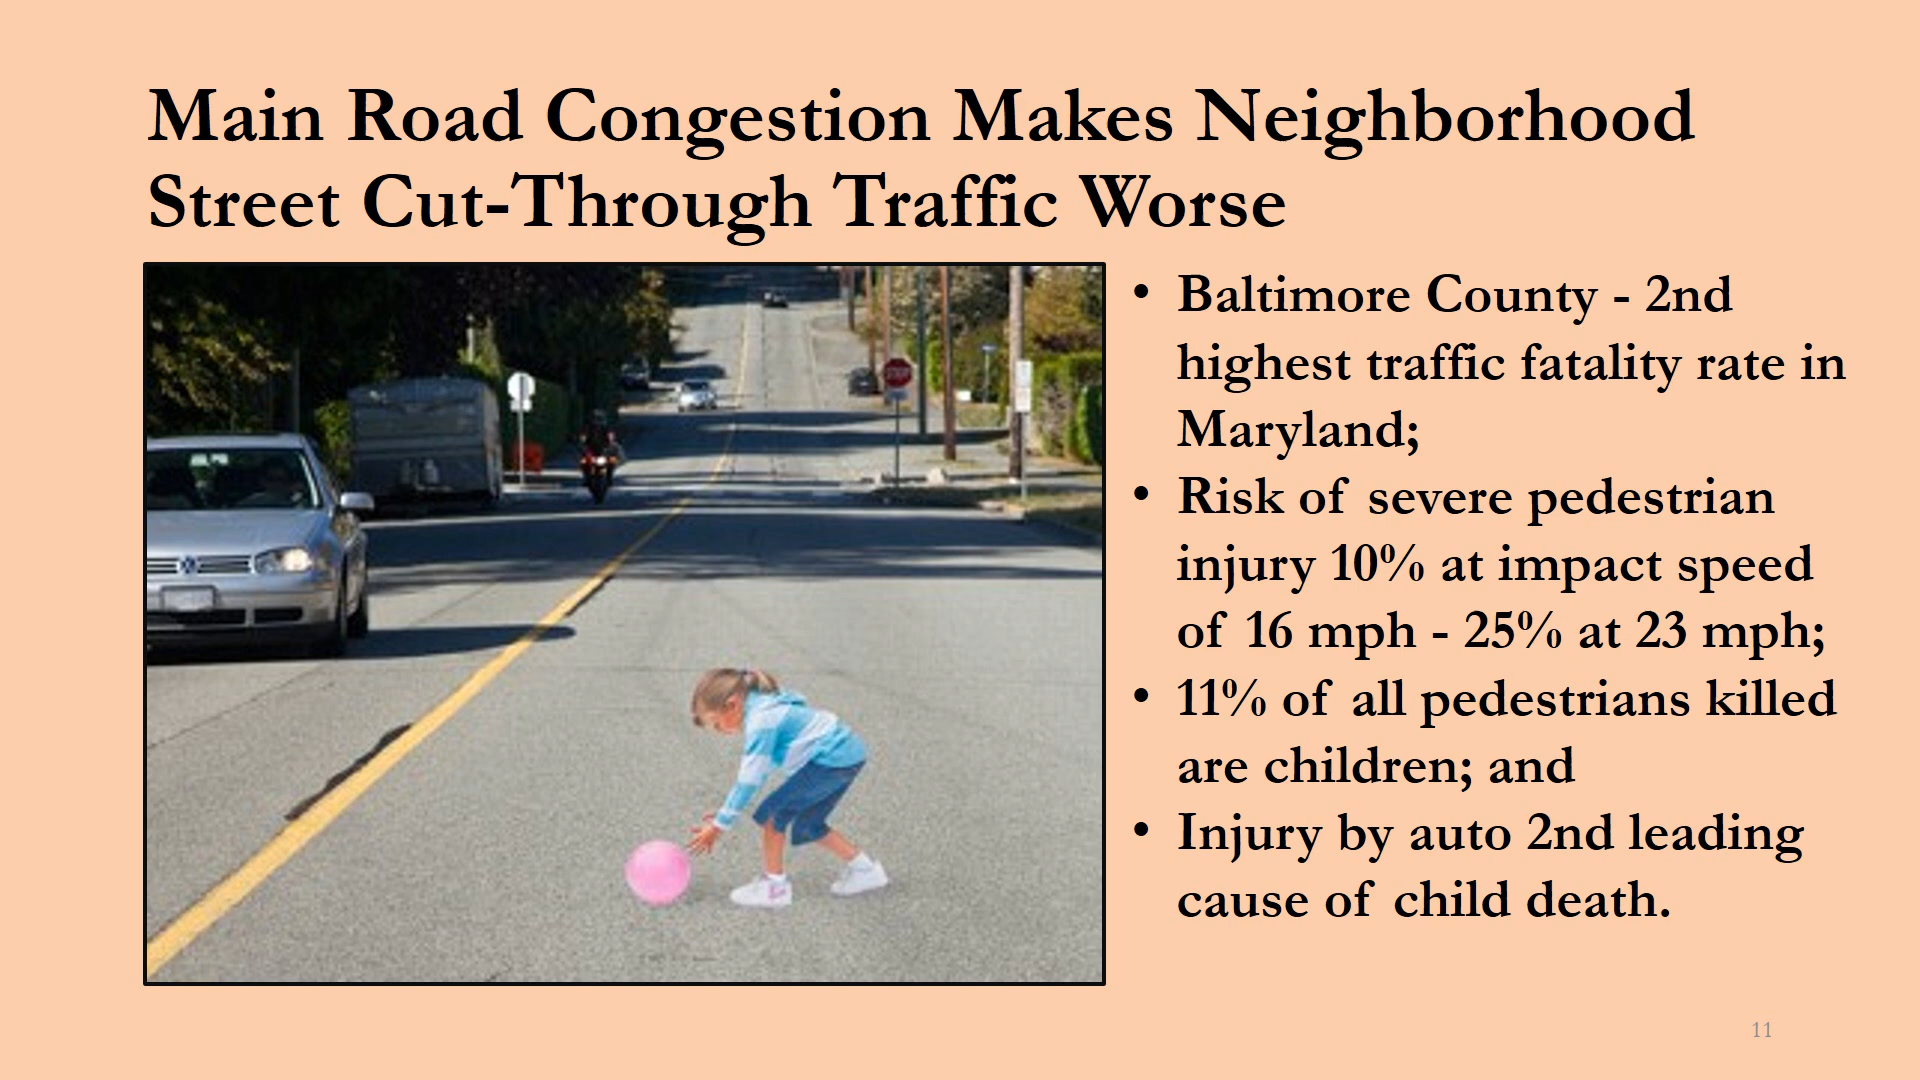 Main Road Congestion Makes Neighborhood
Street Cut-Through Traffic Worse
• Baltimore County - 2nd
highest traffic fatality rate in
Maryland;
• Risk of severe pedestrian
injury 10% at impact speed
of 16 mph - 25% at 23 mph;
• 11% of all pedestrians killed
are children; and
• Injury by auto 2nd leading
cause of child death.
STOP
11